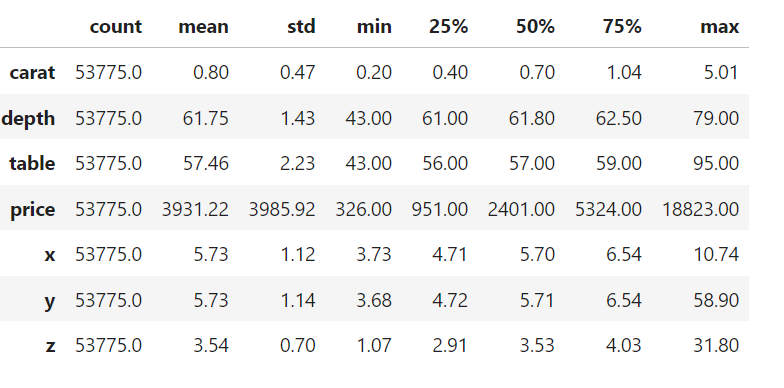 count mean std min 25% 50% 75% max
carat 53775.0 0.80 0.47 0.20 0.40 0.70 1.04 5.01
depth 53775.0 61.75 1.43 43.00 61.00 61.80 62.50 79.00
table 53775.0 57.46 2.23 43.00 56.00 57.00 59.00 95.00
price 53775.0 3931.22 3985.92 326.00 951.00 2401.00 5324.00 18823.00
x 53775.0 5.73 1.12 3.73 4.71 5.70 6.54 10.74
y 53775.0 5.73 1.14 3.68 4.72 5.71 6.54 58.90
z 53775.0 3.54 0.70 1.07 2.91 3.53 4.03 31.80